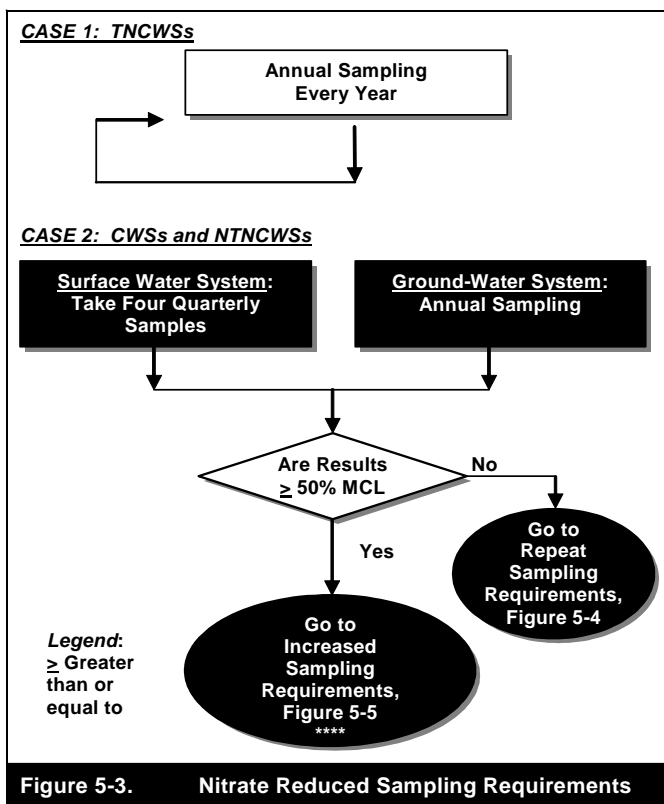 CASE 1: TNCWSs
Annual Sampling
Every Year
CASE 2: CWSs and NTNCWSs
Surface Water System:
Take Four Quarterly
Samples
Ground-Water System:
Annual Sampling
Are Results
≥ 50% MCL
No
Yes
Go to
Repeat
Sampling
Requirements,
Figure 5-4
Go to
Increased
Sampling
Requirements,
Figure 5-5
****
Legend:
≥ Greater
than or
equal to
Figure 5-3. Nitrate Reduced Sampling Requirements